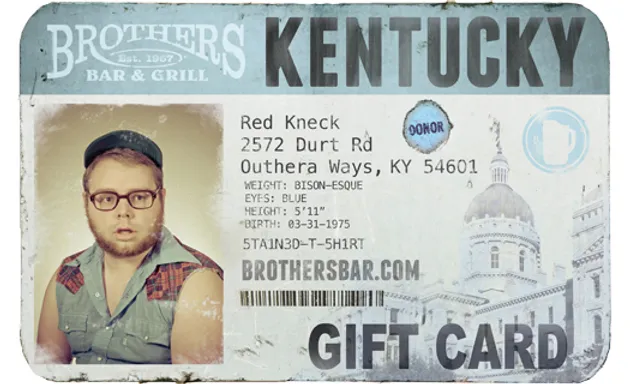 BROTHERS
Est. 1967
BAR & GRILL
KENTUCKY
Red Kneck
2572 Durt Rd
Outhera Ways, KY 54601
DONOR
WEIGHT: BISON-ESQUE
EYES: BLUE
HEIGHT: 5'11"
BIRTH: 03-31-1975
5TA1N3D-T-5H1RT
BROTHERSBAR.COM
GIFT CARD